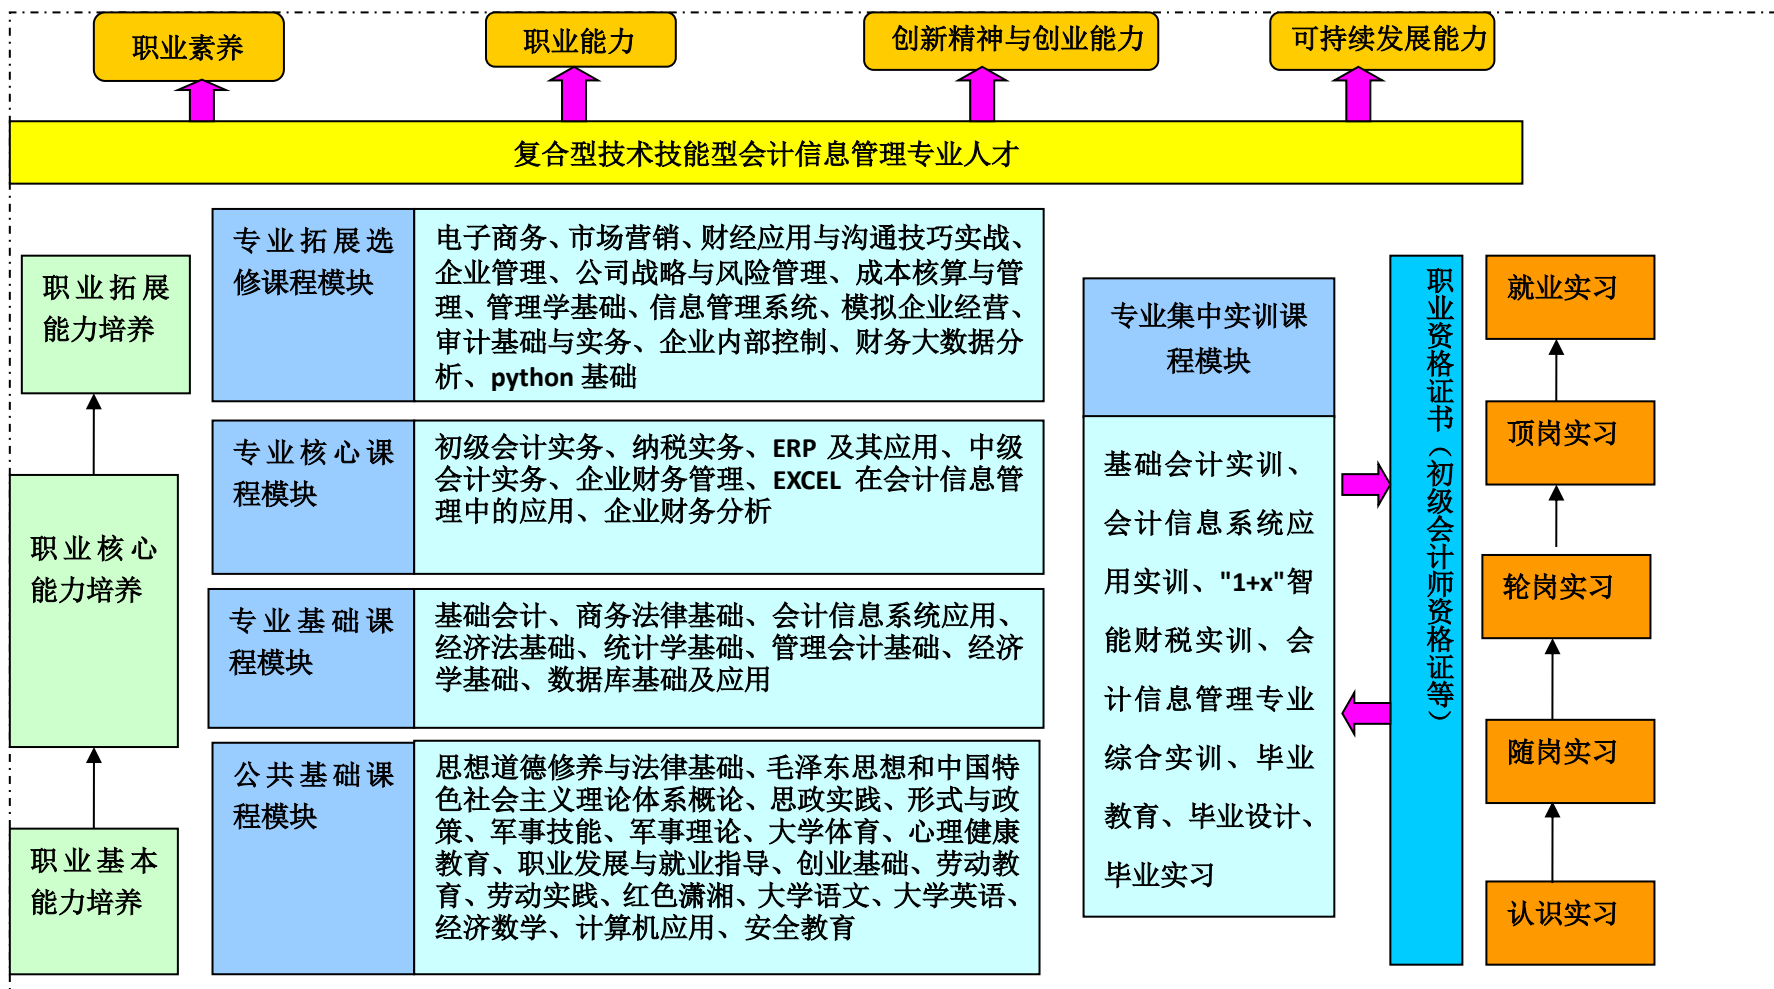 职业素养
职业能力
创新精神与创业能力
可持续发展能力
复合型技术技能型会计信息管理专业人才
职业拓展
能力培养
职业核心
能力培养
职业基本
能力培养
专业拓展选
修课程模块
电子商务、市场营销、财经应用与沟通技巧实战、
企业管理、公司战略与风险管理、成本核算与管
理、管理学基础、信息管理系统、模拟企业经营、
审计基础与实务、企业内部控制、财务大数据分
析、python 基础
专业核心课
程模块
初级会计实务、纳税实务、ERP 及其应用、中级
会计实务、企业财务管理、EXCEL 在会计信息管
理中的应用、企业财务分析
专业基础课
程模块
基础会计、商务法律基础、会计信息系统应用、
经济法基础、统计学基础、管理会计基础、经济
学基础、数据库基础及应用
公共基础课
程模块
思想道德修养与法律基础、毛泽东思想和中国特
色社会主义理论体系概论、思政实践、形式与政
策、军事技能、军事理论、大学体育、心理健康
教育、职业发展与就业指导、创业基础、劳动教
育、劳动实践、红色潇湘、大学语文、大学英语、
经济数学、计算机应用、安全教育
专业集中实训课
程模块
基础会计实训、
会计信息系统应
用实训、"1+x"智
能财税实训、会
计信息管理专业
综合实训、毕业
教育、毕业设计、
毕业实习
职业资格证书（初级会计师资格证等）
就业实习
顶岗实习
轮岗实习
随岗实习
认识实习